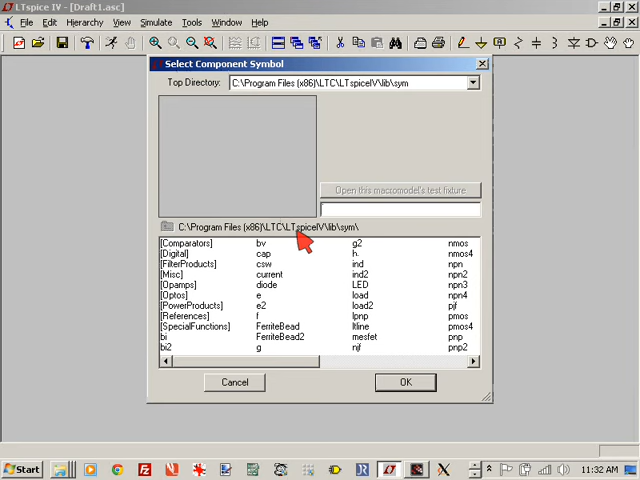 LTspice IV - [Draft1.asc]
File Edit Hierarchy View Simulate Tools Window Help
Select Component Symbol
Top Directory: C:\Program Files (x86)\LTC\LTspiceIV\lib\sym
Open this macromodel's test fixture
C:\Program Files (x86)\LTC\LTspiceIV\lib\sym\
[Comparators] bv g2 nmos
[Digital] cap h nmos4
[FilterProducts] csw ind npn
[Misc] current ind2 npn2
[Opamps] diode LED npn3
[Optos] e load npn4
[PowerProducts] e2 load2 pjf
[References] f lpnp pmos
[SpecialFunctions] FerriteBead ltline pmos4
bi FerriteBead2 mesfet pnp
bi2 g njf pnp2
Cancel OK
Start 11:32 AM